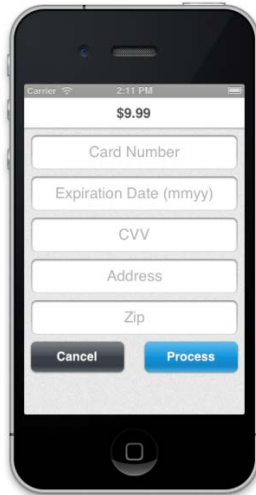 Carrier 2:11 PM
$9.99
Card Number
Expiration Date (mmyy)
CVV
Address
Zip
Cancel Process